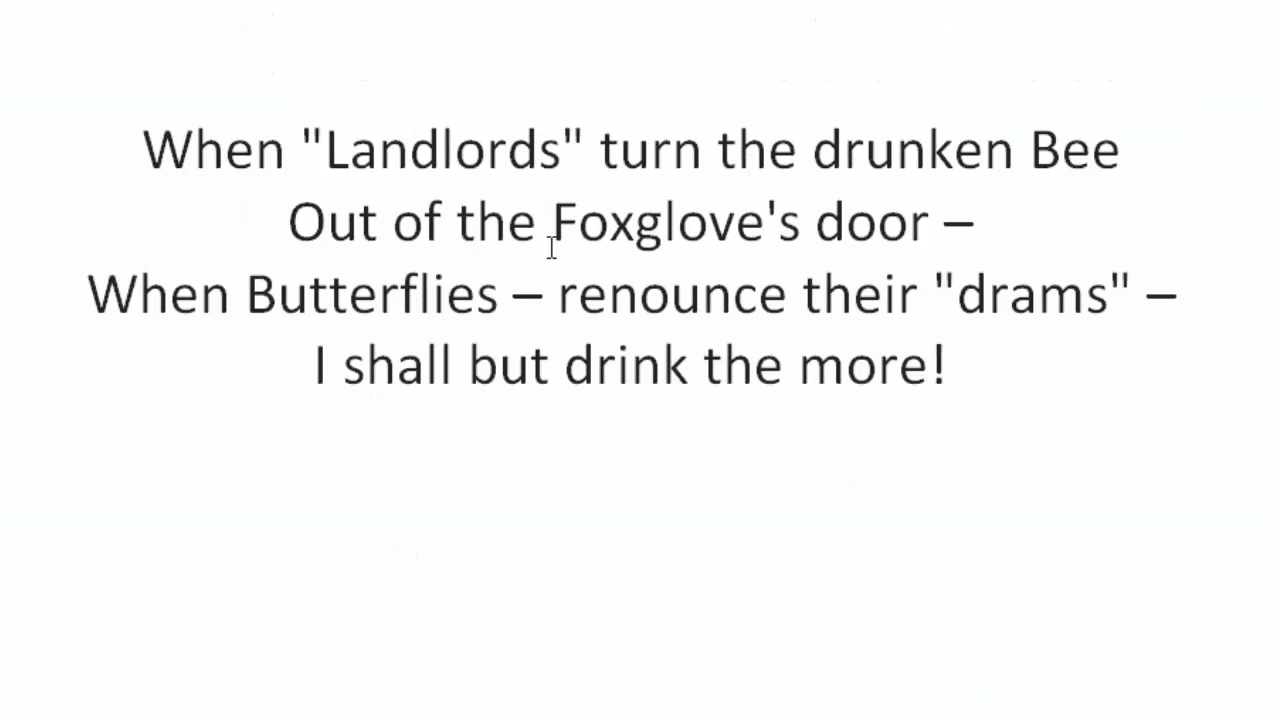 When "Landlords" turn the drunken Bee
Out of the Foxglove's door –
When Butterflies – renounce their "drams" –
I shall but drink the more!